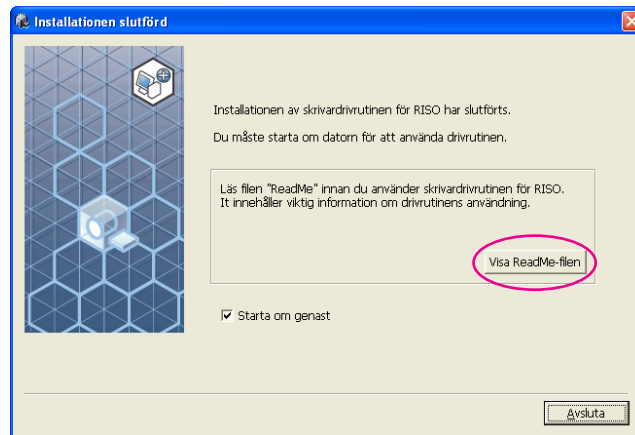 Installationen slutförd
Installationen av skrivardrivrutinen för RISO har slutförts.
Du måste starta om datorn för att använda drivrutinen.
Läs filen "ReadMe" innan du använder skrivardrivrutinen för RISO.
It innehåller viktig information om drivrutinens användning.
Visa ReadMe-filen
Starta om genast
Avsluta